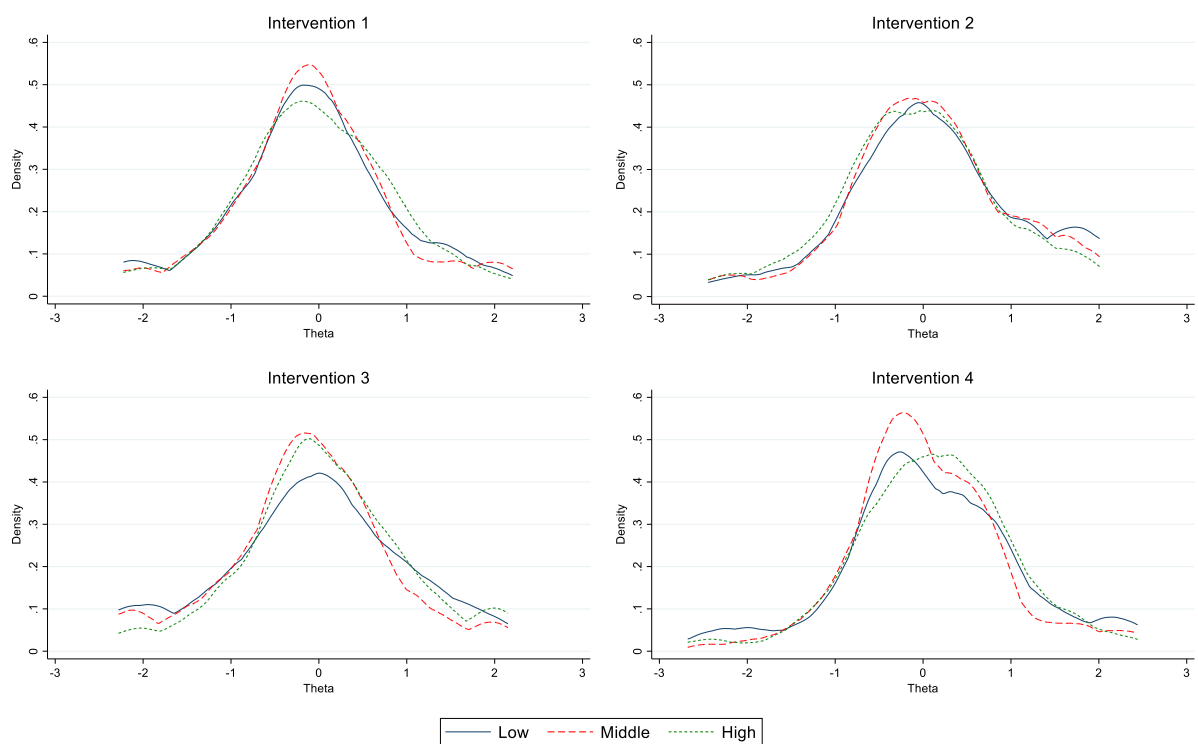 Intervention 1
Density
0 .1 .2 .3 .4 .5 .6
-3 -2 -1 0 1 2 3
Theta
Intervention 2
Density
0 .1 .2 .3 .4 .5 .6
-3 -2 -1 0 1 2 3
Theta
Intervention 3
Density
0 .1 .2 .3 .4 .5 .6
-3 -2 -1 0 1 2 3
Theta
Intervention 4
Density
0 .1 .2 .3 .4 .5 .6
-3 -2 -1 0 1 2 3
Theta
Low Middle High